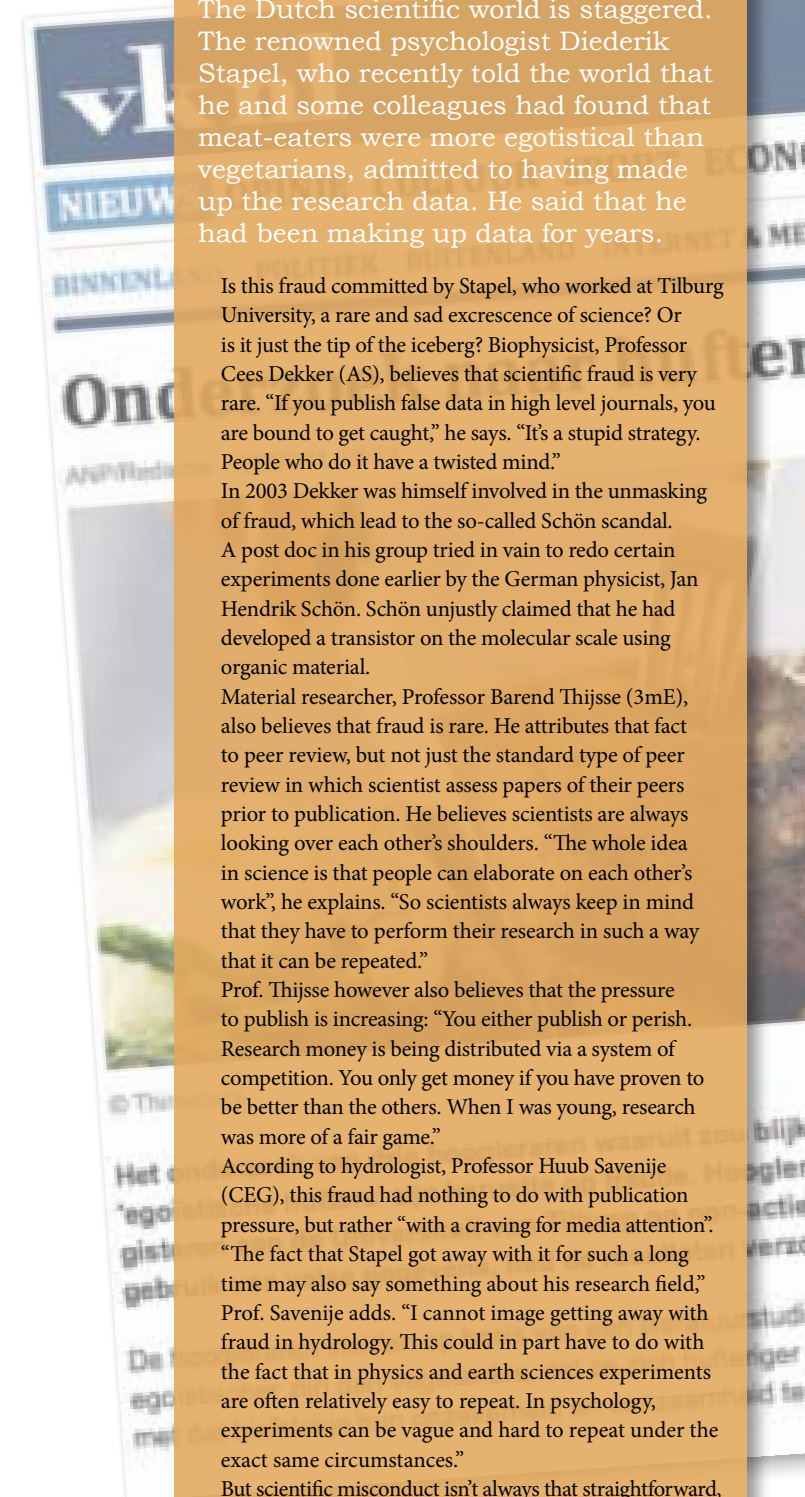 The Dutch scientific world is staggered.
The renowned psychologist Diederik
Stapel, who recently told the world that
he and some colleagues had found that
meat-eaters were more egotistical than
vegetarians, admitted to having made
up the research data. He said that he
had been making up data for years.
Is this fraud committed by Stapel, who worked at Tilburg
University, a rare and sad excrescence of science? Or
is it just the tip of the iceberg? Biophysicist, Professor
Cees Dekker (AS), believes that scientific fraud is very
rare. “If you publish false data in high level journals, you
are bound to get caught,” he says. “It’s a stupid strategy.
People who do it have a twisted mind.”
In 2003 Dekker was himself involved in the unmasking
of fraud, which lead to the so-called Schön scandal.
A post doc in his group tried in vain to redo certain
experiments done earlier by the German physicist, Jan
Hendrik Schön. Schön unjustly claimed that he had
developed a transistor on the molecular scale using
organic material.
Material researcher, Professor Barend Thijsse (3mE),
also believes that fraud is rare. He attributes that fact
to peer review, but not just the standard type of peer
review in which scientist assess papers of their peers
prior to publication. He believes scientists are always
looking over each other’s shoulders. “The whole idea
in science is that people can elaborate on each other’s
work”, he explains. “So scientists always keep in mind
that they have to perform their research in such a way
that it can be repeated.”
Prof. Thijsse however also believes that the pressure
to publish is increasing: “You either publish or perish.
Research money is being distributed via a system of
competition. You only get money if you have proven to
be better than the others. When I was young, research
was more of a fair game.”
According to hydrologist, Professor Huub Savenije
(CEG), this fraud had nothing to do with publication
pressure, but rather “with a craving for media attention”.
“The fact that Stapel got away with it for such a long
time may also say something about his research field,”
Prof. Savenije adds. “I cannot image getting away with
fraud in hydrology. This could in part have to do with
the fact that in physics and earth sciences experiments
are often relatively easy to repeat. In psychology,
experiments can be vague and hard to repeat under the
exact same circumstances.”
But scientific misconduct isn’t always that straightforward,
NIEUWS OPINIE CULTUUR SPORT
BINNENLAND POLITIEK BUITENLAND INTERNET &